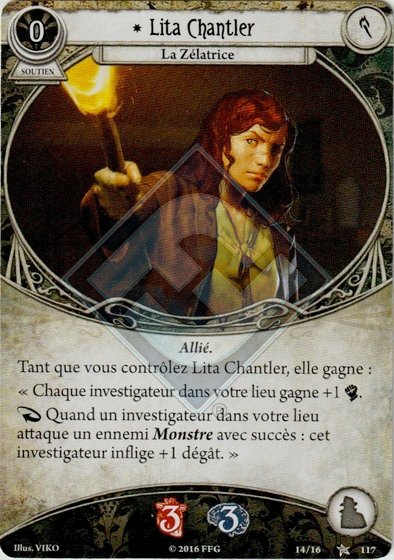 0
✷ Lita Chantler
SOUTIEN
La Zélatrice
Allié.
Tant que vous contrôlez Lita Chantler, elle gagne :
« Chaque investigateur dans votre lieu gagne +1 .
Quand un investigateur dans votre lieu
attaque un ennemi Monstre avec succès : cet
investigateur inflige +1 dégât. »
3 3
Illus. VIKO © 2016 FFG 14/16 117